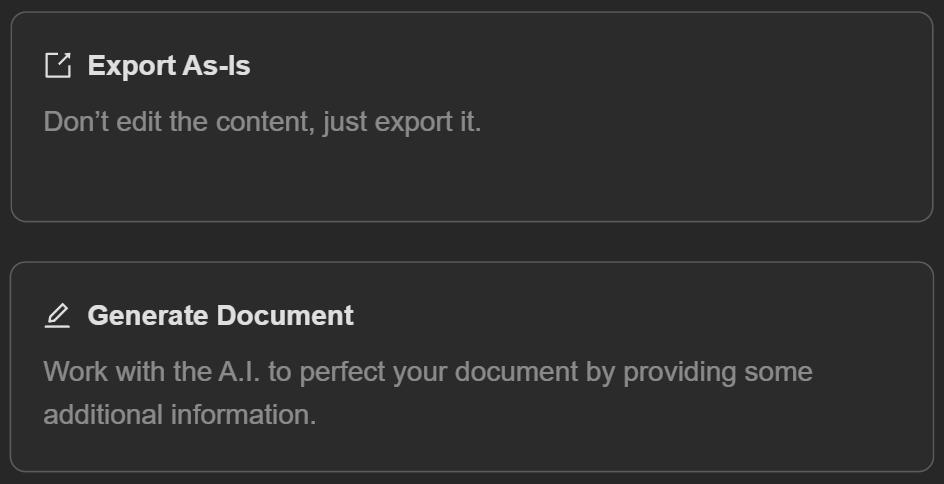 Export As-Is
Don’t edit the content, just export it.
Generate Document
Work with the A.I. to perfect your document by providing some
additional information.